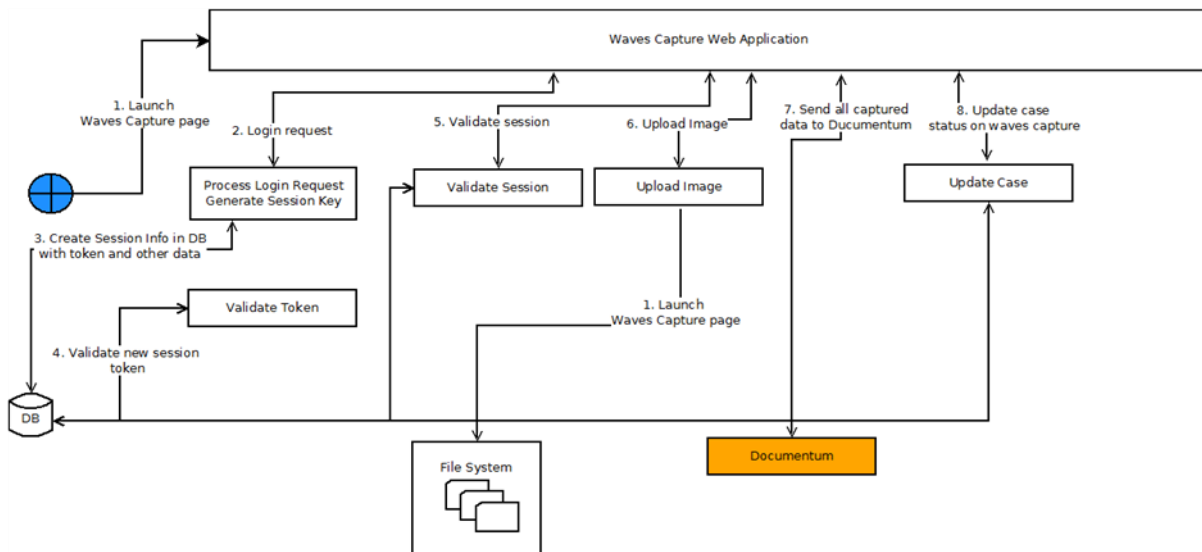 Waves Capture Web Application
1. Launch
Waves Capture page
2. Login request
5. Validate session
6. Upload Image
7. Send all captured
data to Ducumentum
8. Update case
status on waves capture
Process Login Request
Generate Session Key
Validate Session
Upload Image
Update Case
3. Create Session Info in DB
with token and other data
Validate Token
1. Launch
Waves Capture page
4. Validate new session
token
DB
File System
Documentum